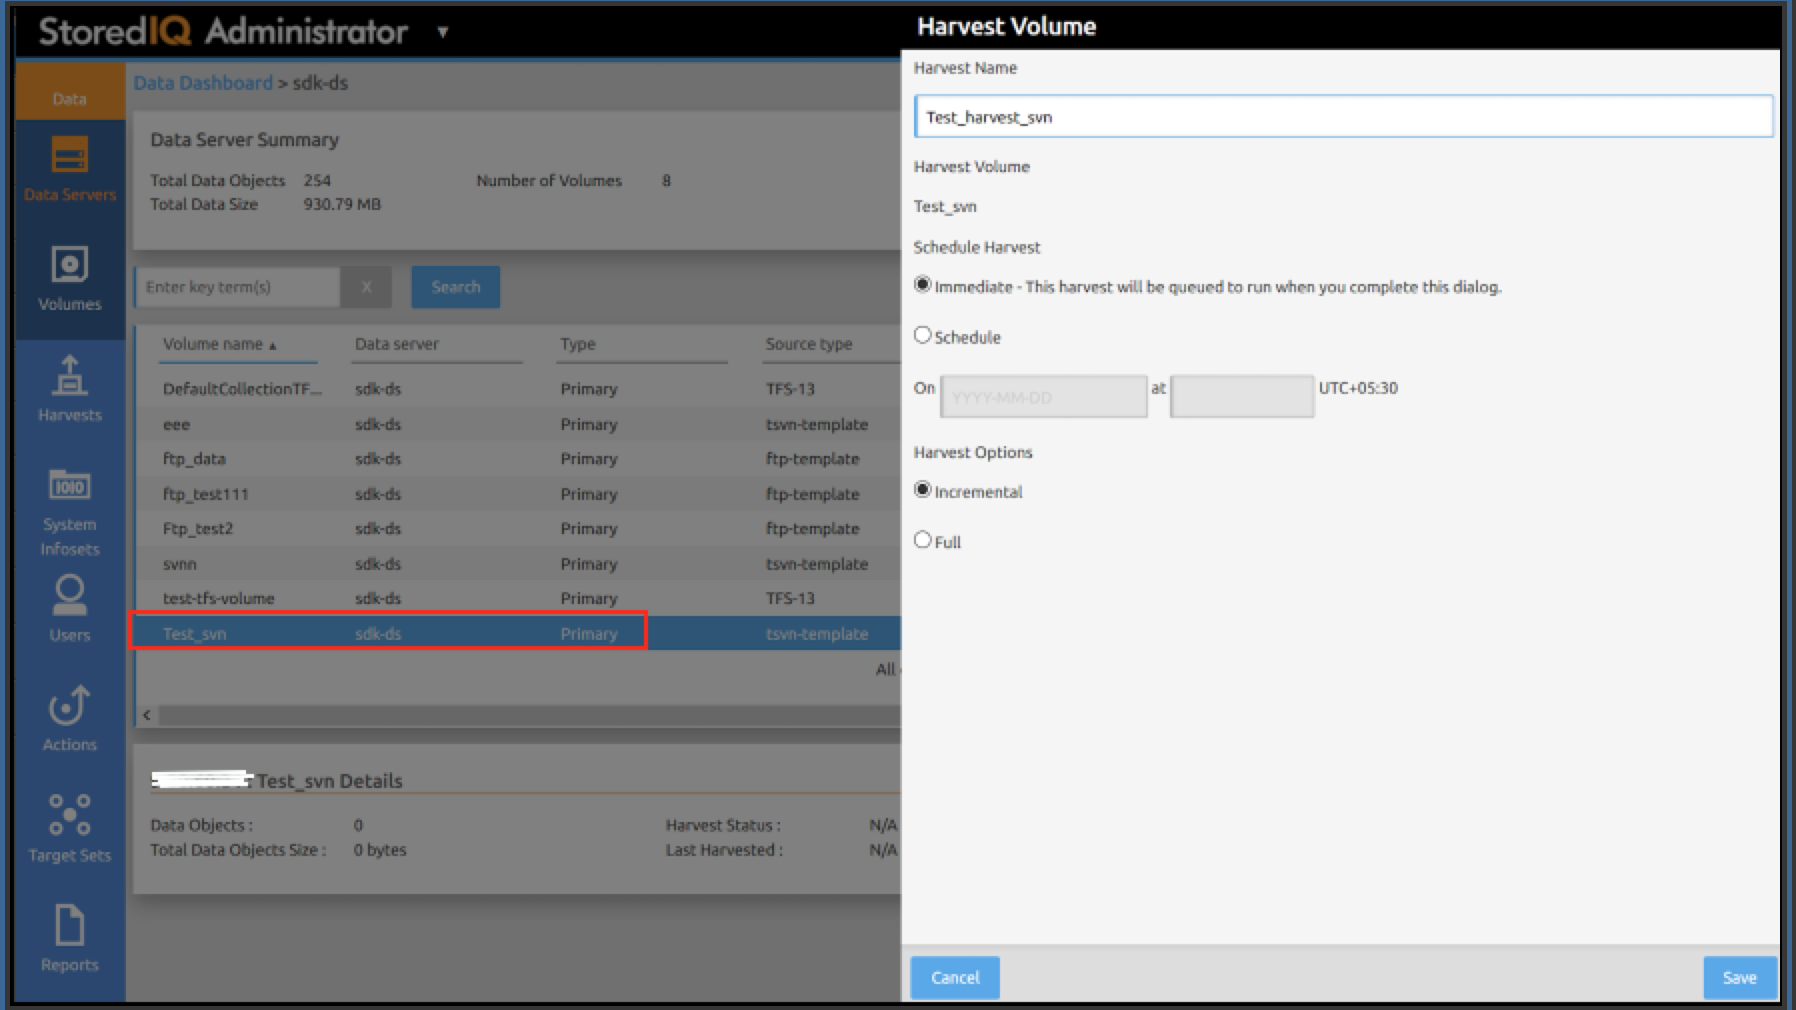 StoredIQ Administrator ▼
Harvest Volume
Data
Data Servers
Volumes
Harvests
1010
System
Infosets
Users
Actions
Target Sets
Reports
Data Dashboard > sdk-ds
Data Server Summary
Total Data Objects 254 Number of Volumes 8
Total Data Size 930.79 MB
Enter key term(s) X Search
Volume name ▲ Data server Type Source type
DefaultCollectionTF... sdk-ds Primary TFS-13
eee sdk-ds Primary tsvn-template
ftp_data sdk-ds Primary ftp-template
ftp_test111 sdk-ds Primary ftp-template
Ftp_test2 sdk-ds Primary ftp-template
svnn sdk-ds Primary tsvn-template
test-tfs-volume sdk-ds Primary TFS-13
Test_svn sdk-ds Primary tsvn-template
All
<
Test_svn Details
Data Objects : 0 Harvest Status : N/A
Total Data Objects Size : 0 bytes Last Harvested : N/A
Harvest Name
Test_harvest_svn
Harvest Volume
Test_svn
Schedule Harvest
Immediate - This harvest will be queued to run when you complete this dialog.
Schedule
On YYYY-MM-DD at UTC+05:30
Harvest Options
Incremental
Full
Cancel Save